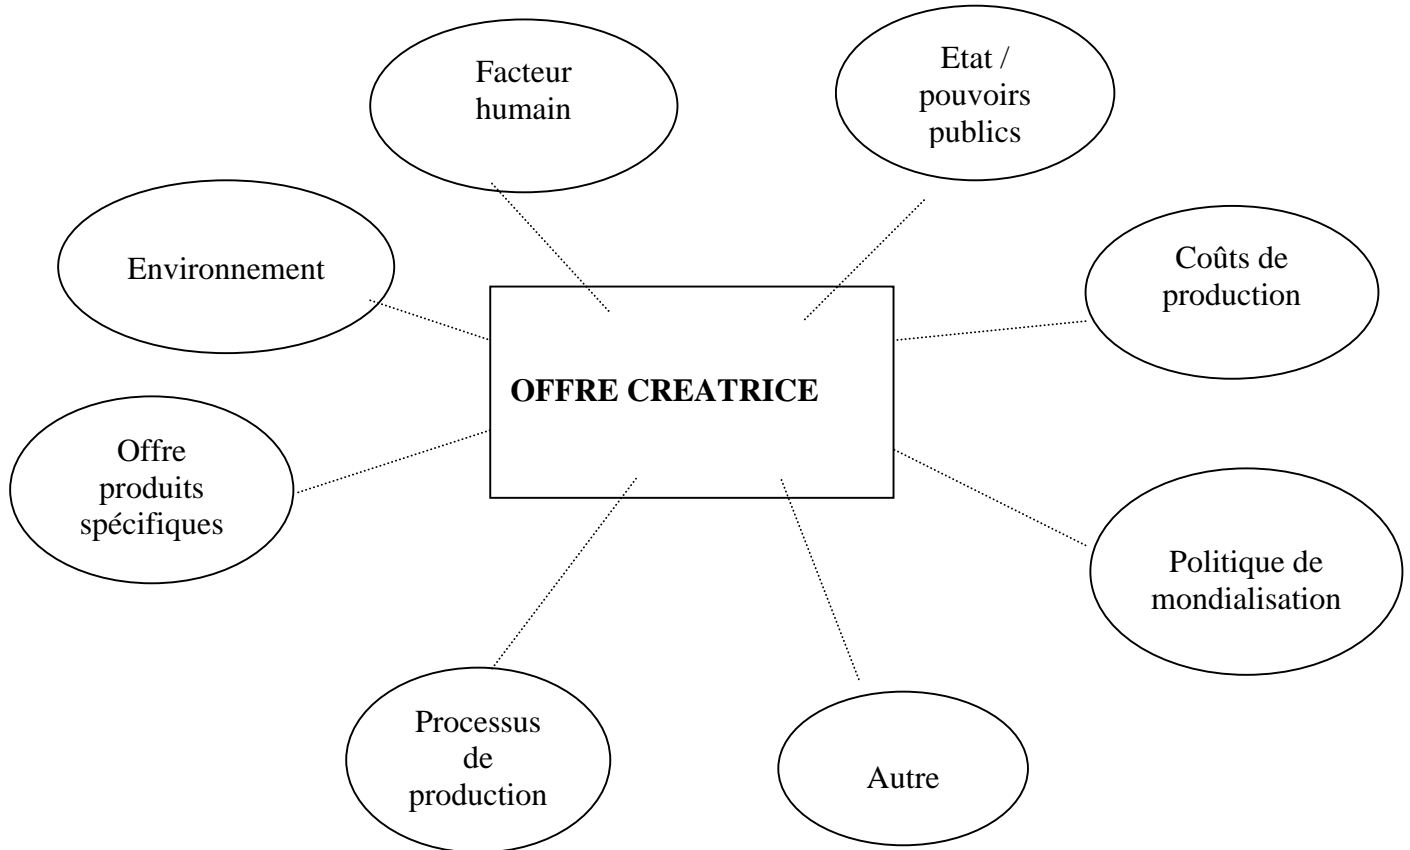 Facteur
humain
Etat /
pouvoirs
publics
Environnement
Coûts de
production
OFFRE CREATRICE
Offre
produits
spécifiques
Politique de
mondialisation
Processus
de
production
Autre